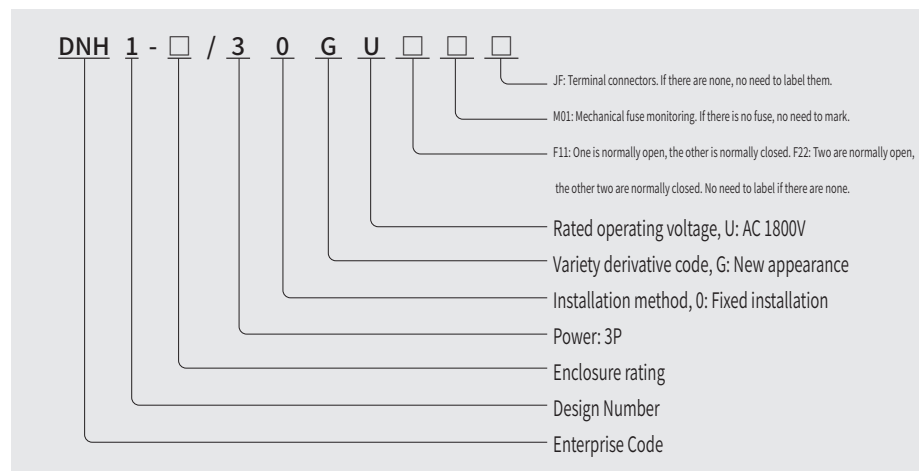 DNH 1 - □ / 3 0 G U □ □ □
JF: Terminal connectors. If there are none, no need to label them.
M01: Mechanical fuse monitoring. If there is no fuse, no need to mark.
F11: One is normally open, the other is normally closed. F22: Two are normally open,
the other two are normally closed. No need to label if there are none.
Rated operating voltage, U: AC 1800V
Variety derivative code, G: New appearance
Installation method, 0: Fixed installation
Power: 3P
Enclosure rating
Design Number
Enterprise Code